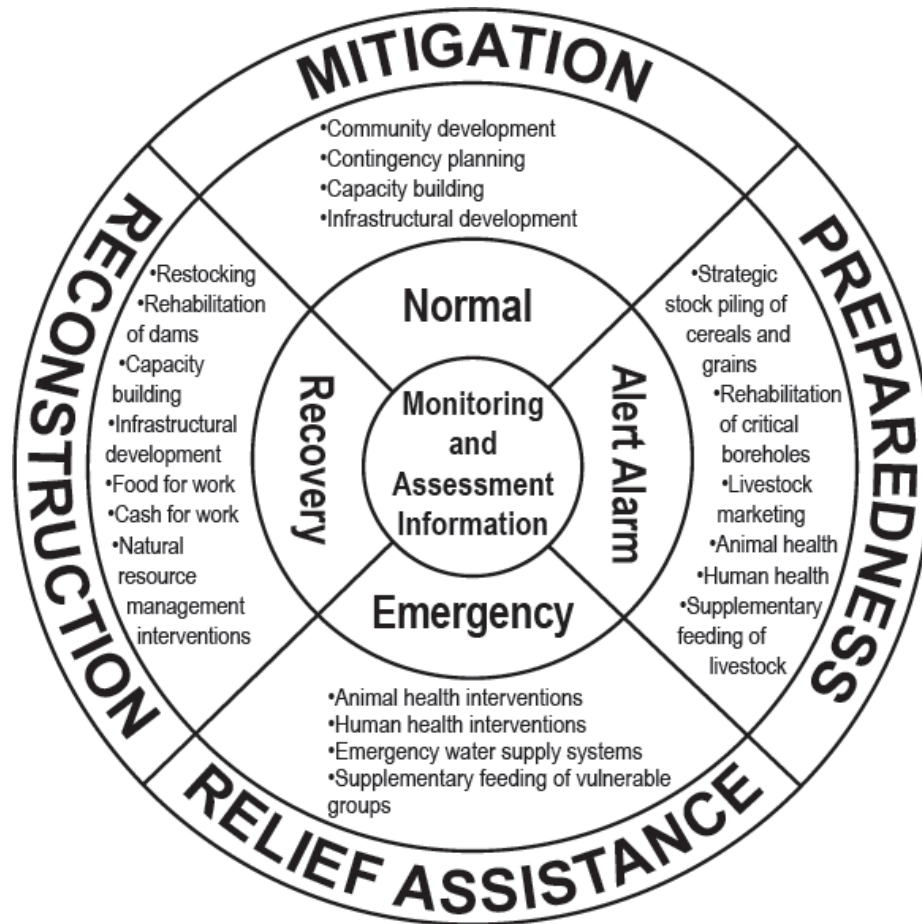 MITIGATION
•Community development
•Contingency planning
•Capacity building
•Infrastructural development
Normal
PREPAREDNESS
•Strategic
stock piling of
cereals and
grains
•Rehabilitation
of critical
boreholes
•Livestock
marketing
•Animal health
•Human health
•Supplementary
feeding of
livestock
Alert Alarm
RELIEF ASSISTANCE
Emergency
•Animal health interventions
•Human health interventions
•Emergency water supply systems
•Supplementary feeding of vulnerable
groups
RECONSTRUCTION
•Restocking
•Rehabilitation
of dams
•Capacity
building
•Infrastructural
development
•Food for work
•Cash for work
•Natural
resource
management
interventions
Recovery
Monitoring
and
Assessment
Information